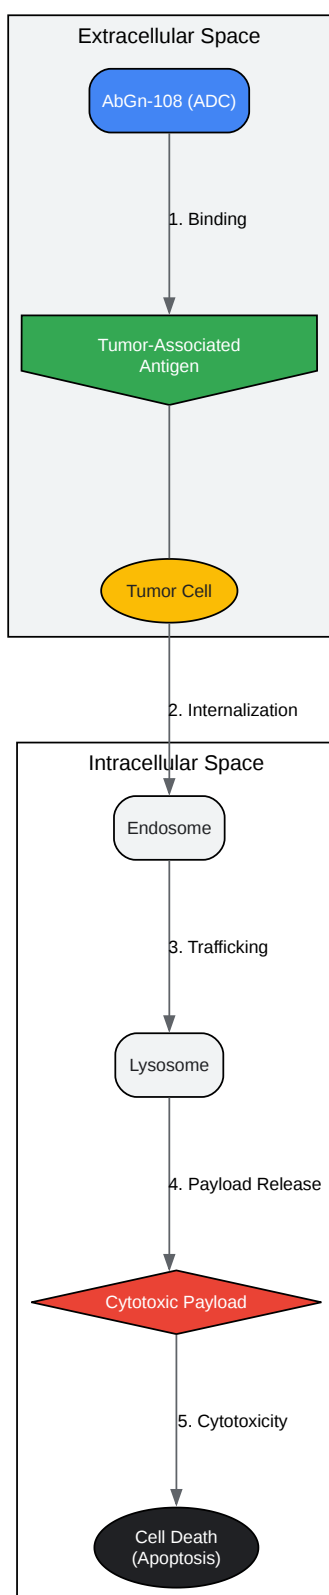 Extracellular Space
AbGn-108 (ADC)
1. Binding
Tumor-Associated
Antigen
Tumor Cell
2. Internalization
Intracellular Space
Endosome
3. Trafficking
Lysosome
4. Payload Release
Cytotoxic Payload
5. Cytotoxicity
Cell Death
(Apoptosis)